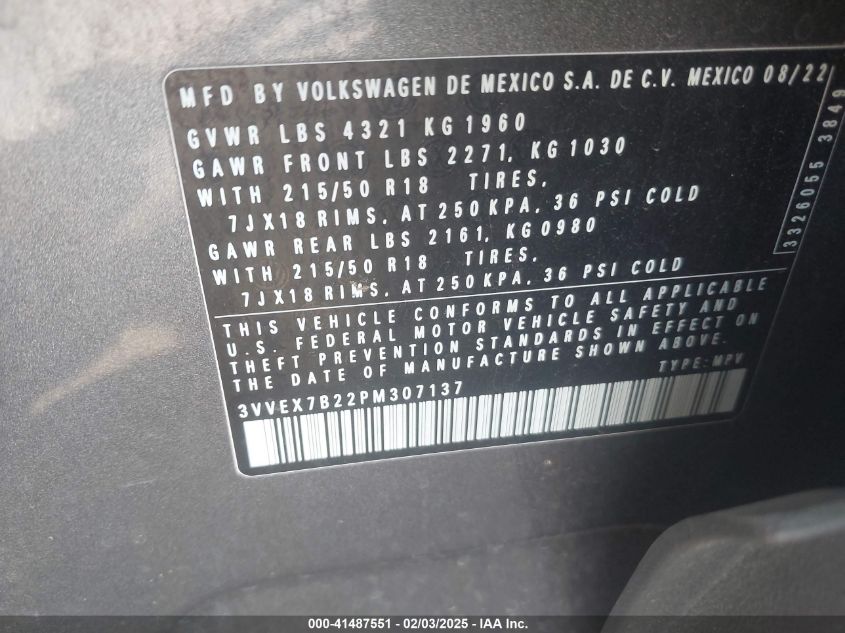 MFD BY VOLKSWAGEN DE MEXICO S.A. DE C.V. MEXICO 08/22
GVWR LBS 4321 KG 1960
GAWR FRONT LBS 2271, KG 1030
WITH 215/50 R18 TIRES,
7JX18 RIMS, AT 250 KPA, 36 PSI COLD
GAWR REAR LBS 2161, KG 0980
WITH 215/50 R18 TIRES,
7JX18 RIMS, AT 250 KPA, 36 PSI COLD
THIS VEHICLE CONFORMS TO ALL APPLICABLE
U.S. FEDERAL MOTOR VEHICLE SAFETY AND
THEFT PREVENTION STANDARDS IN EFFECT ON
THE DATE OF MANUFACTURE SHOWN ABOVE.
TYPE: MPV
3VVEX7B22PM307137
3326055 3849
000-41487551 — 02/03/2025 - IAA Inc.